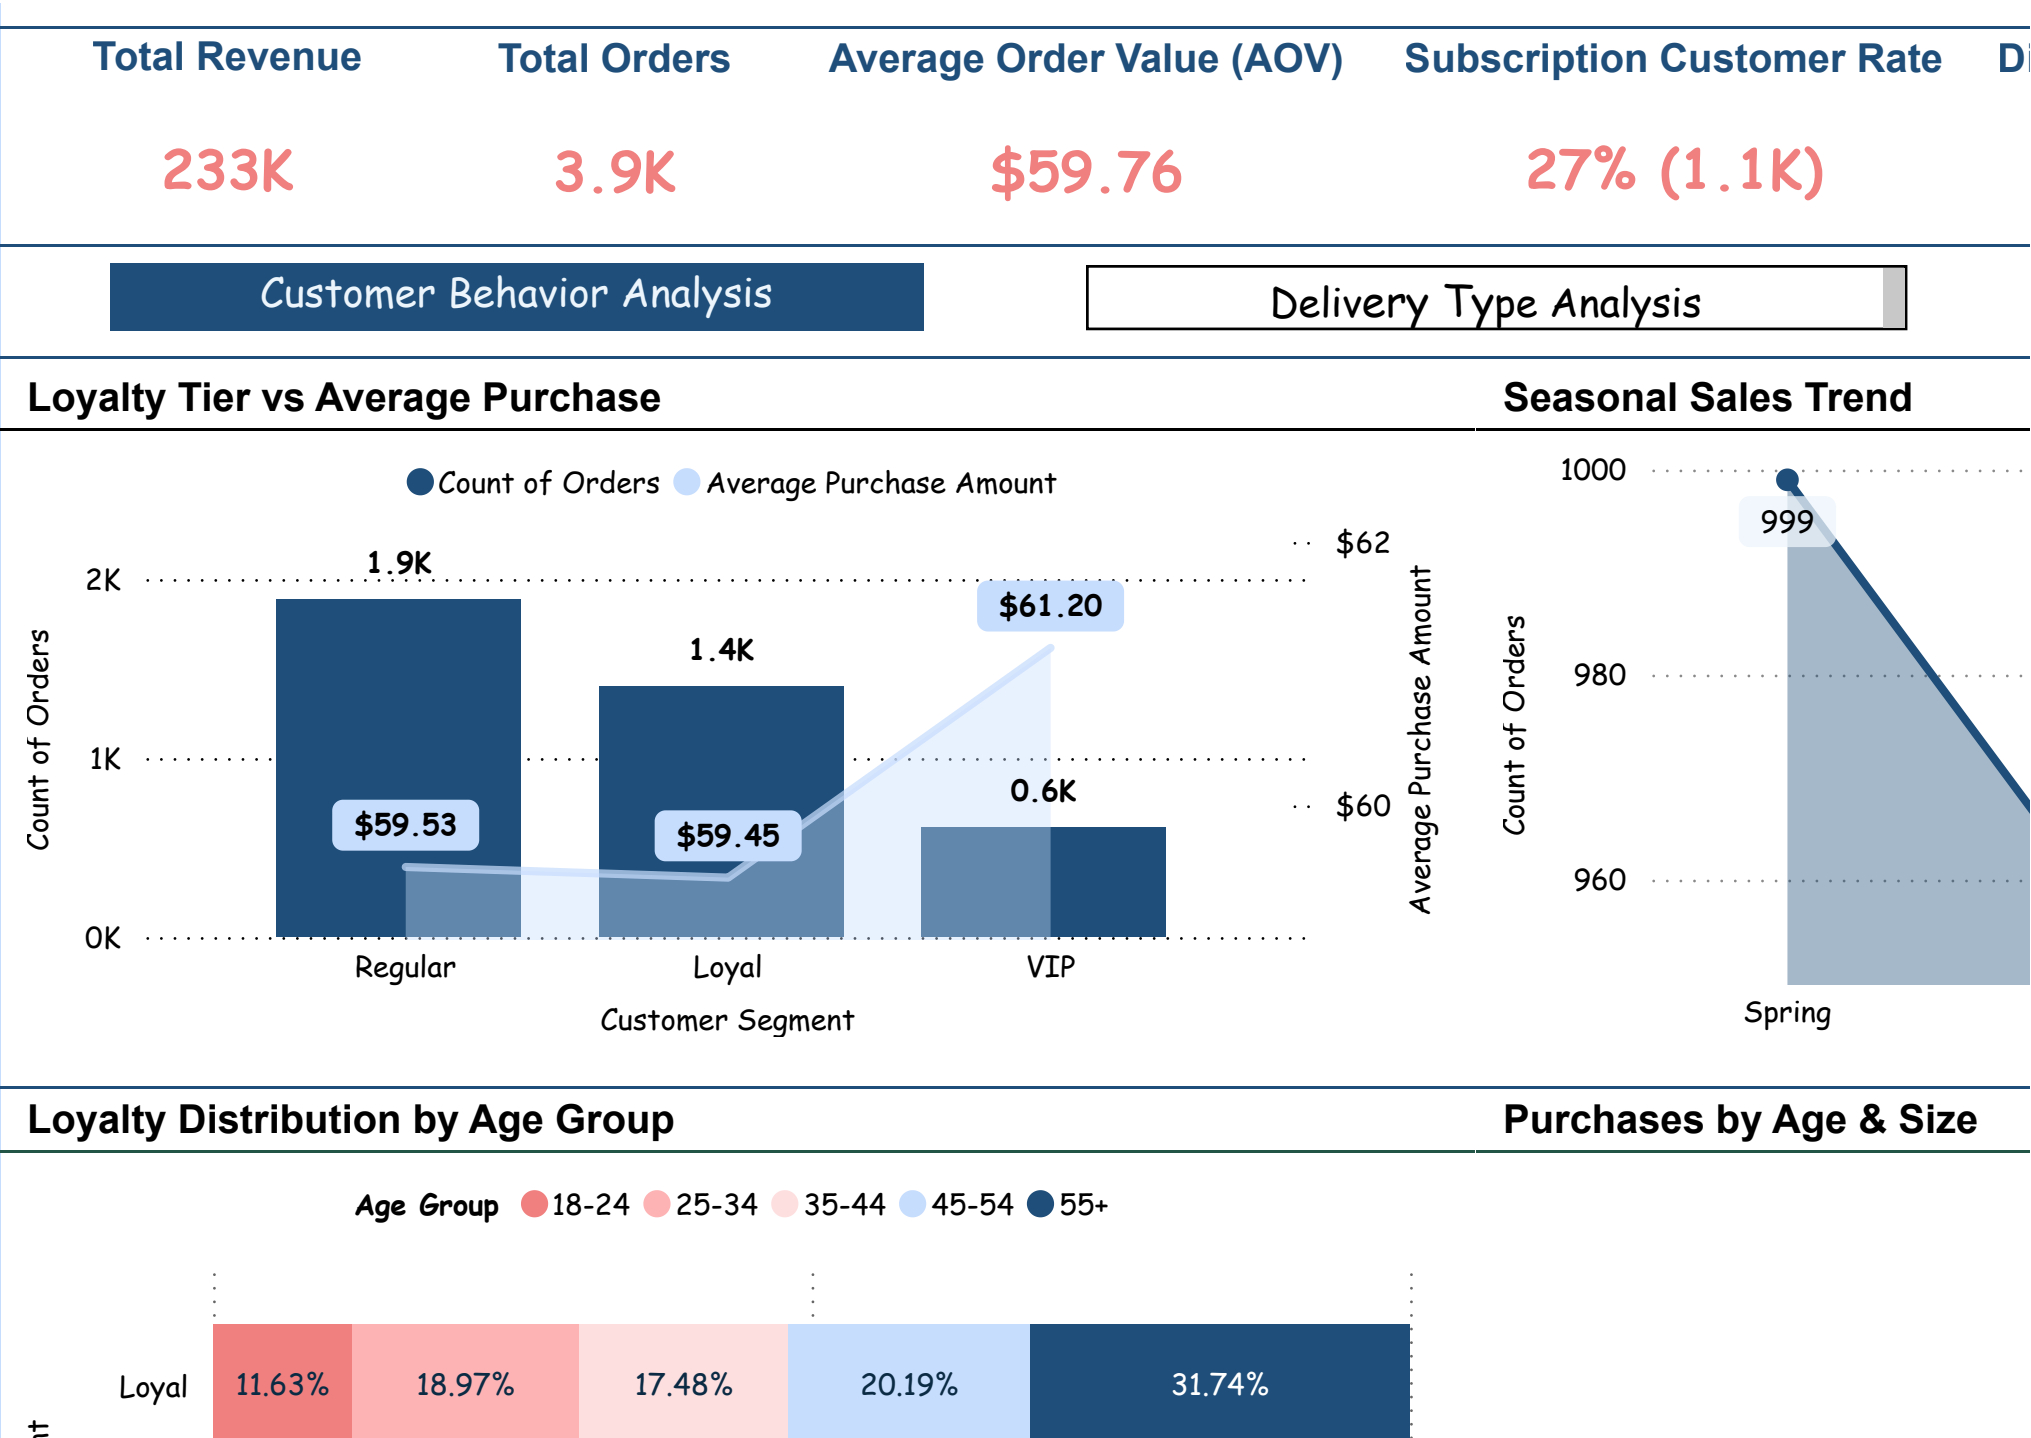 Total Revenue
Total Orders
Average Order Value (AOV)
Subscription Customer Rate
233K
3.9K
$59.76
27% (1.1K)
Customer Behavior Analysis
Delivery Type Analysis
Loyalty Tier vs Average Purchase
Count of Orders
Average Purchase Amount
1.9K
1.4K
0.6K
$59.53
$59.45
$61.20
2K
1K
0K
$62
$60
Count of Orders
Average Purchase Amount
Regular
Loyal
VIP
Customer Segment
Seasonal Sales Trend
1000
980
960
999
Count of Orders
Spring
Loyalty Distribution by Age Group
Age Group
18-24
25-34
35-44
45-54
55+
Loyal
11.63%
18.97%
17.48%
20.19%
31.74%
Purchases by Age & Size